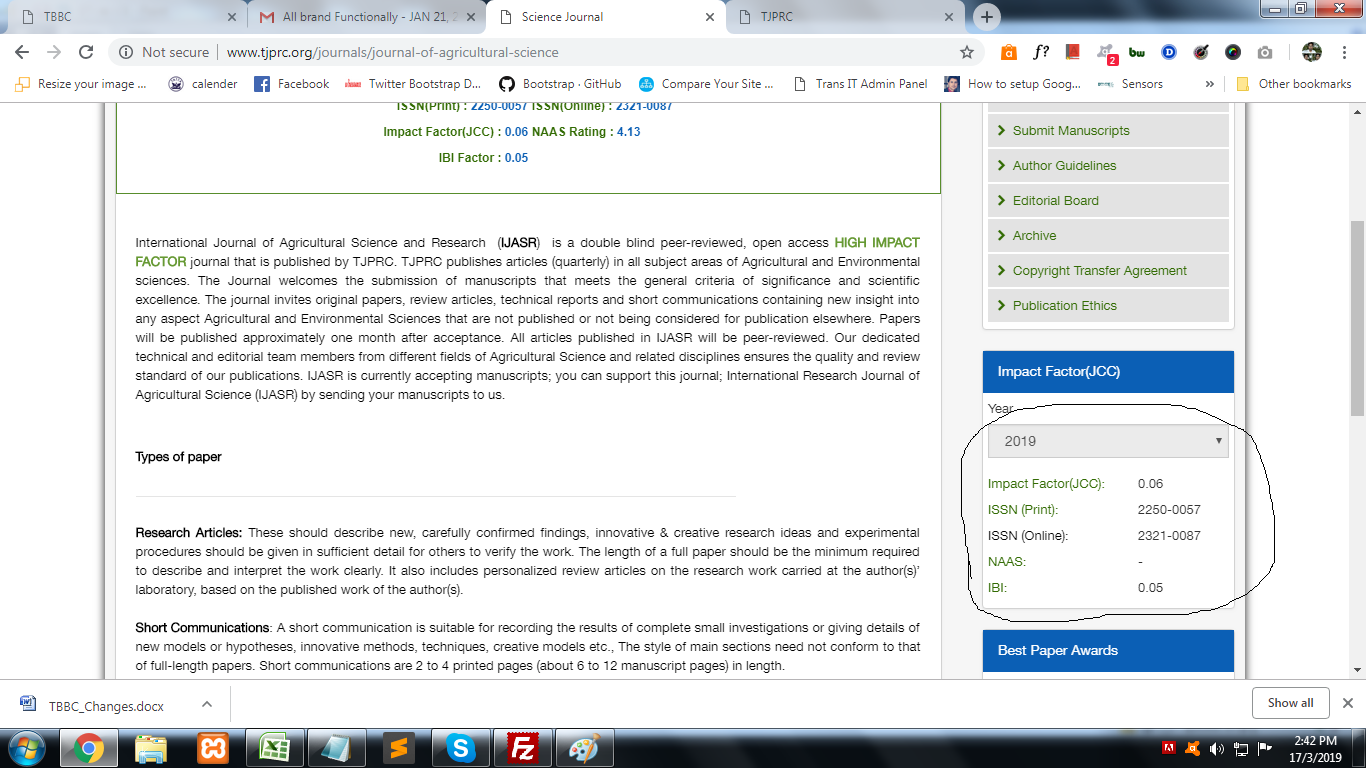 TBBC
All brand Functionally - JAN 21, 2
Science Journal
TJPRC
Not secure
www.tjprc.org/journals/journal-of-agricultural-science
f?
2
bw
D
Resize your image ...
calender
Facebook
Twitter Bootstrap D...
Bootstrap · GitHub
Compare Your Site ...
Trans IT Admin Panel
How to setup Goog...
Sensors
»
Other bookmarks
ISSN(Print) : 2250-0057 ISSN(Online) : 2321-0087
Impact Factor(JCC) : 0.06 NAAS Rating : 4.13
IBI Factor : 0.05
International Journal of Agricultural Science and Research (IJASR) is a double blind peer-reviewed, open access HIGH IMPACT
FACTOR journal that is published by TJPRC. TJPRC publishes articles (quarterly) in all subject areas of Agricultural and Environmental
sciences. The Journal welcomes the submission of manuscripts that meets the general criteria of significance and scientific
excellence. The journal invites original papers, review articles, technical reports and short communications containing new insight into
any aspect Agricultural and Environmental Sciences that are not published or not being considered for publication elsewhere. Papers
will be published approximately one month after acceptance. All articles published in IJASR will be peer-reviewed. Our dedicated
technical and editorial team members from different fields of Agricultural Science and related disciplines ensures the quality and review
standard of our publications. IJASR is currently accepting manuscripts; you can support this journal; International Research Journal of
Agricultural Science (IJASR) by sending your manuscripts to us.
Types of paper
Research Articles: These should describe new, carefully confirmed findings, innovative & creative research ideas and experimental
procedures should be given in sufficient detail for others to verify the work. The length of a full paper should be the minimum required
to describe and interpret the work clearly. It also includes personalized review articles on the research work carried at the author(s)'
laboratory, based on the published work of the author(s).
Short Communications: A short communication is suitable for recording the results of complete small investigations or giving details of
new models or hypotheses, innovative methods, techniques, creative models etc., The style of main sections need not conform to that
of full-length papers. Short communications are 2 to 4 printed pages (about 6 to 12 manuscript pages) in length.
Submit Manuscripts
Author Guidelines
Editorial Board
Archive
Copyright Transfer Agreement
Publication Ethics
Impact Factor(JCC)
Year
2019
Impact Factor(JCC): 0.06
ISSN (Print): 2250-0057
ISSN (Online): 2321-0087
NAAS: -
IBI: 0.05
Best Paper Awards
TBBC_Changes.docx
Show all
2:42 PM
17/3/2019